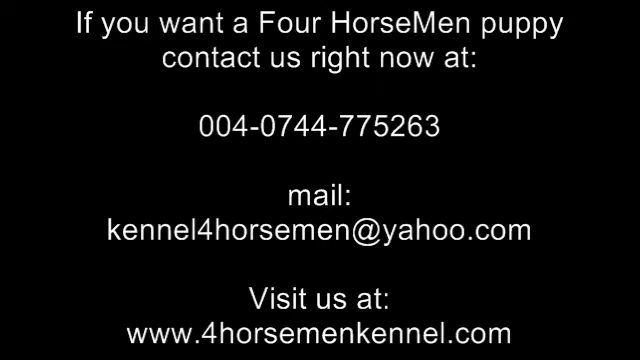 If you want a Four HorseMen puppy
contact us right now at:
004-0744-775263
mail:
kennel4horsemen@yahoo.com
Visit us at:
www.4horsemenkennel.com